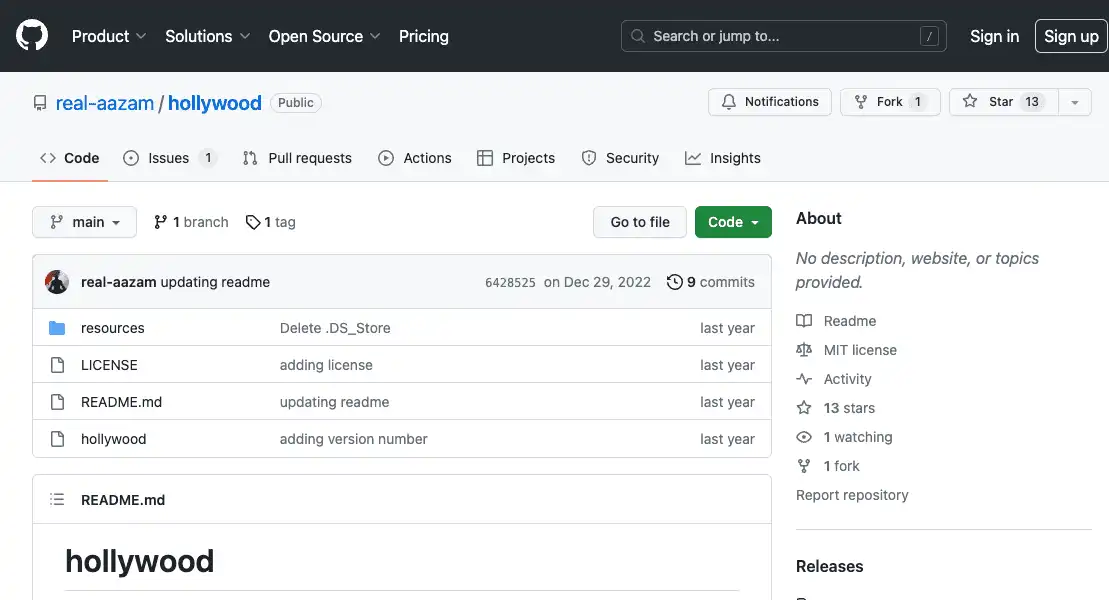 Product Solutions Open Source Pricing Search or jump to... / Sign in Sign up
real-aazam / hollywood Public Notifications Fork 1 Star 13
Code Issues 1 Pull requests Actions Projects Security Insights
main 1 branch 1 tag Go to file Code
real-aazam updating readme 6428525 on Dec 29, 2022 9 commits
resources Delete .DS_Store last year
LICENSE adding license last year
README.md updating readme last year
hollywood adding version number last year
README.md
hollywood
About
No description, website, or topics
provided.
Readme
MIT license
Activity
13 stars
1 watching
1 fork
Report repository
Releases